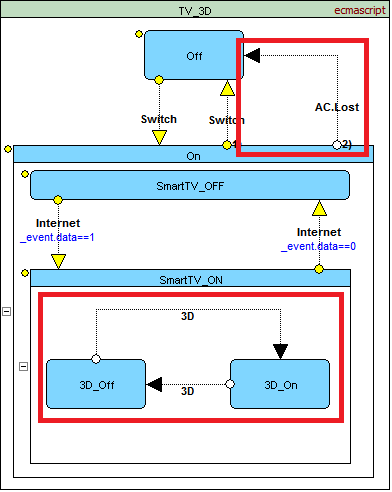 TV_3D
ecmascript
Off
Switch
Switch
AC.Lost
1)
2)
On
SmartTV_OFF
Internet
_event.data==1
Internet
_event.data==0
SmartTV_ON
3D
3D_Off
3D_On
3D